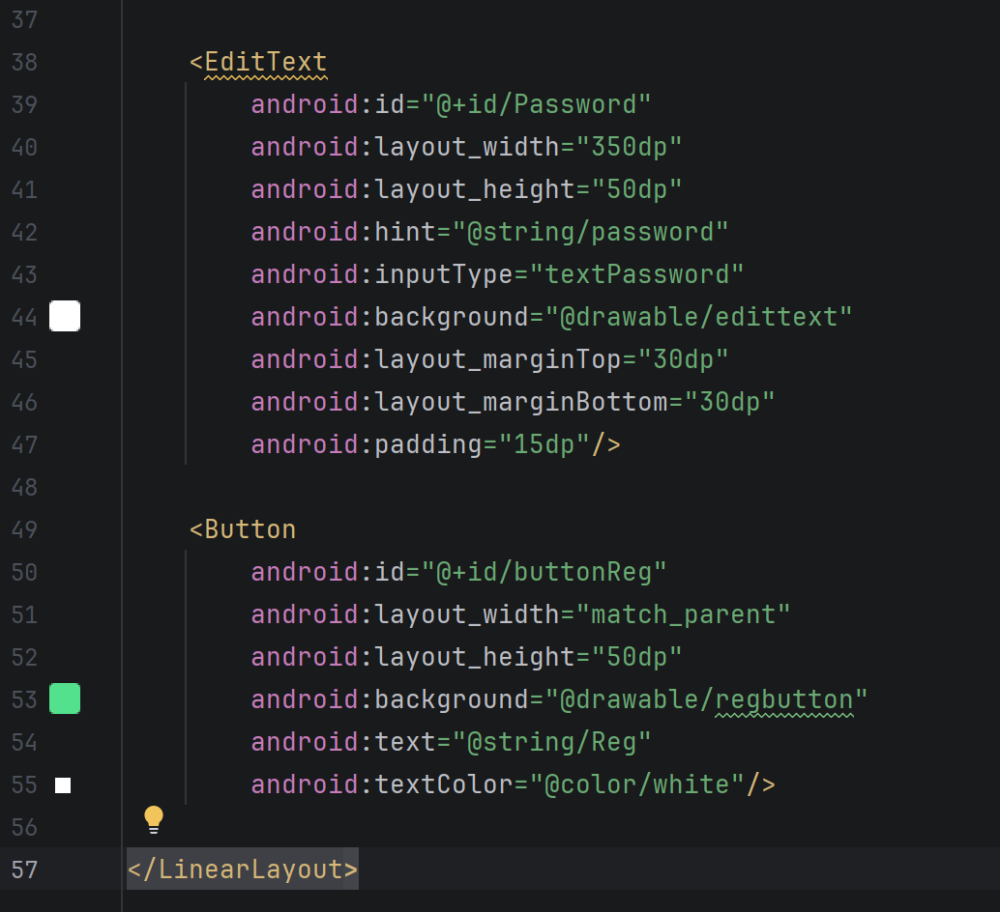 37
38 <EditText
39 android:id="@+id/Password"
40 android:layout_width="350dp"
41 android:layout_height="50dp"
42 android:hint="@string/password"
43 android:inputType="textPassword"
44 android:background="@drawable/edittext"
45 android:layout_marginTop="30dp"
46 android:layout_marginBottom="30dp"
47 android:padding="15dp"/>
48
49 <Button
50 android:id="@+id/buttonReg"
51 android:layout_width="match_parent"
52 android:layout_height="50dp"
53 android:background="@drawable/regbutton"
54 android:text="@string/Reg"
55 android:textColor="@color/white"/>
56
57 </LinearLayout>